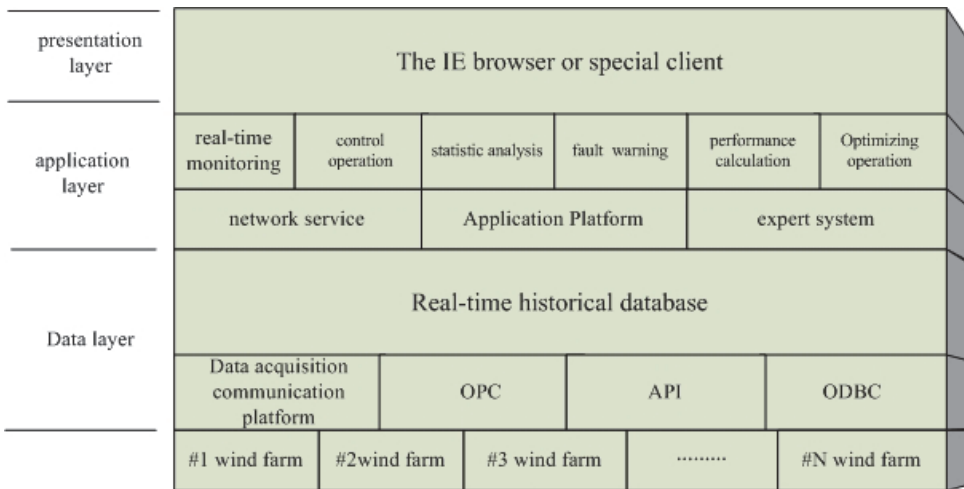 presentation
layer
The IE browser or special client
application
layer
real-time
monitoring
control
operation
statistic analysis
fault warning
performance
calculation
Optimizing
operation
network service
Application Platform
expert system
Data layer
Real-time historical database
Data acquisition
communication
platform
OPC
API
ODBC
#1 wind farm
#2wind farm
#3 wind farm
.........
#N wind farm